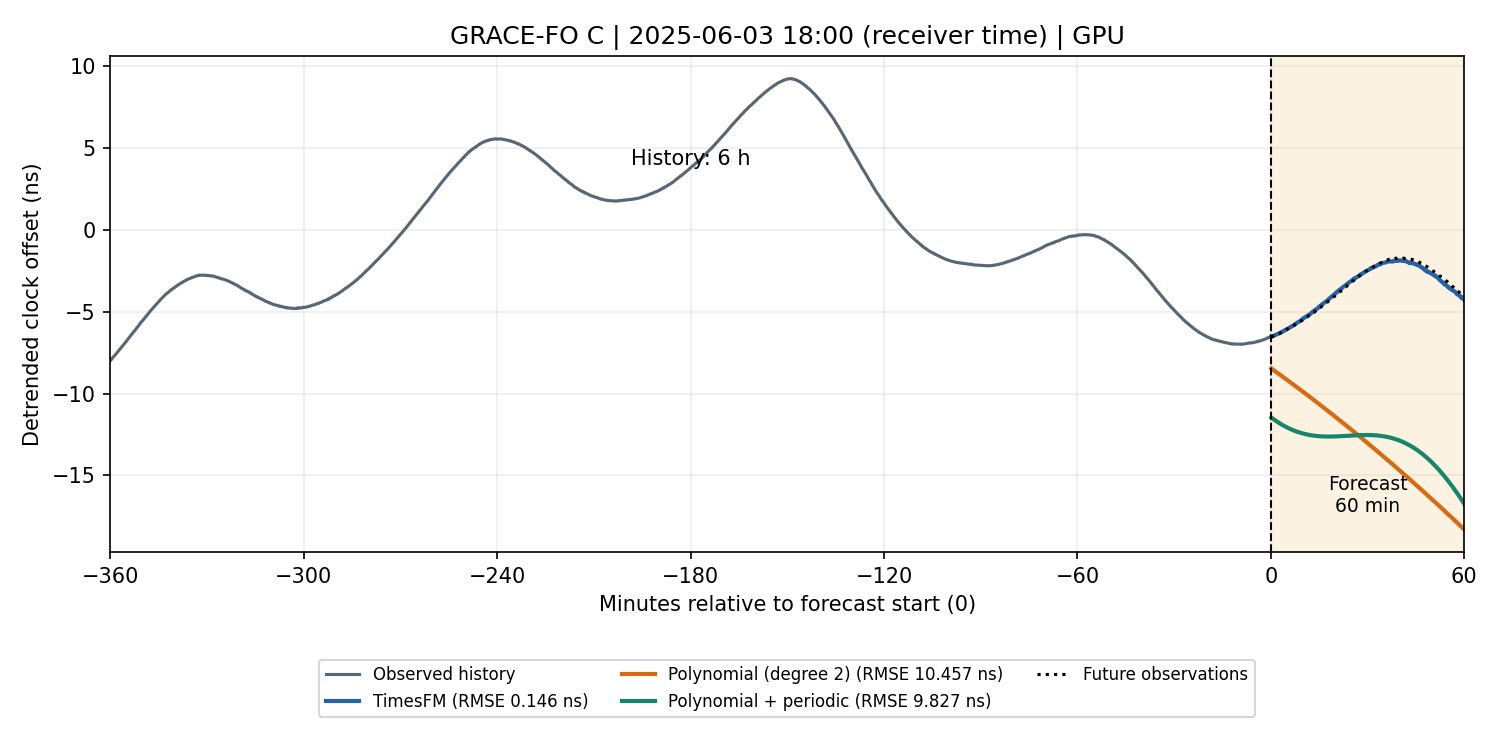 GRACE-FO C | 2025-06-03 18:00 (receiver time) | GPU
Detrended clock offset (ns)
10
5
0
−5
−10
−15
History: 6 h
Forecast
60 min
−360
−300
−240
−180
−120
−60
0
60
Minutes relative to forecast start (0)
Observed history
TimesFM (RMSE 0.146 ns)
Polynomial (degree 2) (RMSE 10.457 ns)
Polynomial + periodic (RMSE 9.827 ns)
Future observations